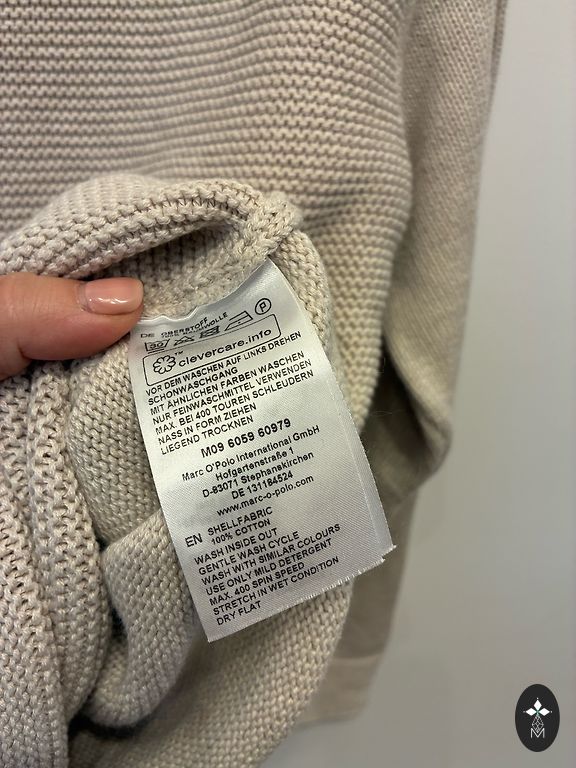 DE OBERSTOFF
30
P
clevercare.info
VOR DEM WASCHEN AUF LINKS DREHEN
SCHONWASCHGANG
MIT ÄHNLICHEN FARBEN WASCHEN
NUR FEINWASCHMITTEL VERWENDEN
MAX. BEI 400 TOUREN SCHLEUDERN
NASS IN FORM ZIEHEN
LIEGEND TROCKNEN
M09 6059 60979
Marc O'Polo International GmbH
Hofgartenstraße 1
D-83071 Stephanskirchen
DE 131184524
www.marc-o-polo.com
EN SHELLFABRIC
100% COTTON
WASH INSIDE OUT
GENTLE WASH CYCLE
WASH WITH SIMILAR COLOURS
USE ONLY MILD DETERGENT
MAX. 400 SPIN SPEED
STRETCH IN WET CONDITION
DRY FLAT